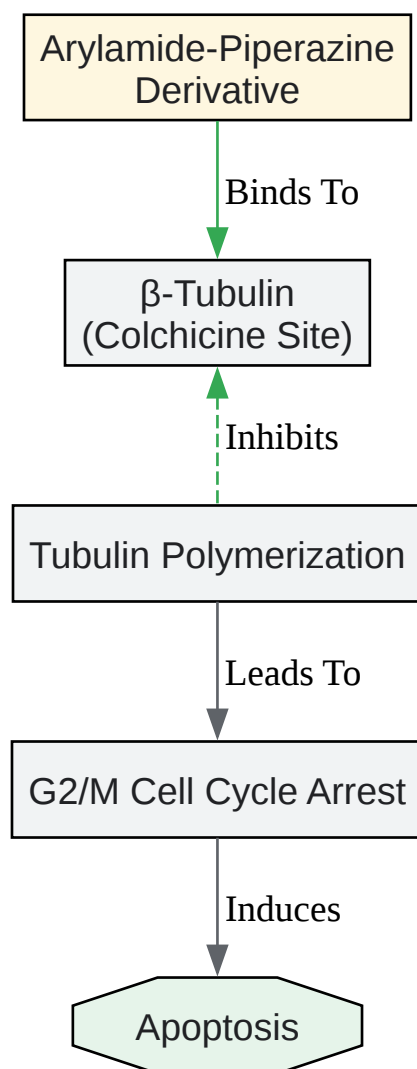 Arylamide-Piperazine
Derivative
Binds To
β-Tubulin
(Colchicine Site)
Inhibits
Tubulin Polymerization
Leads To
G2/M Cell Cycle Arrest
Induces
Apoptosis